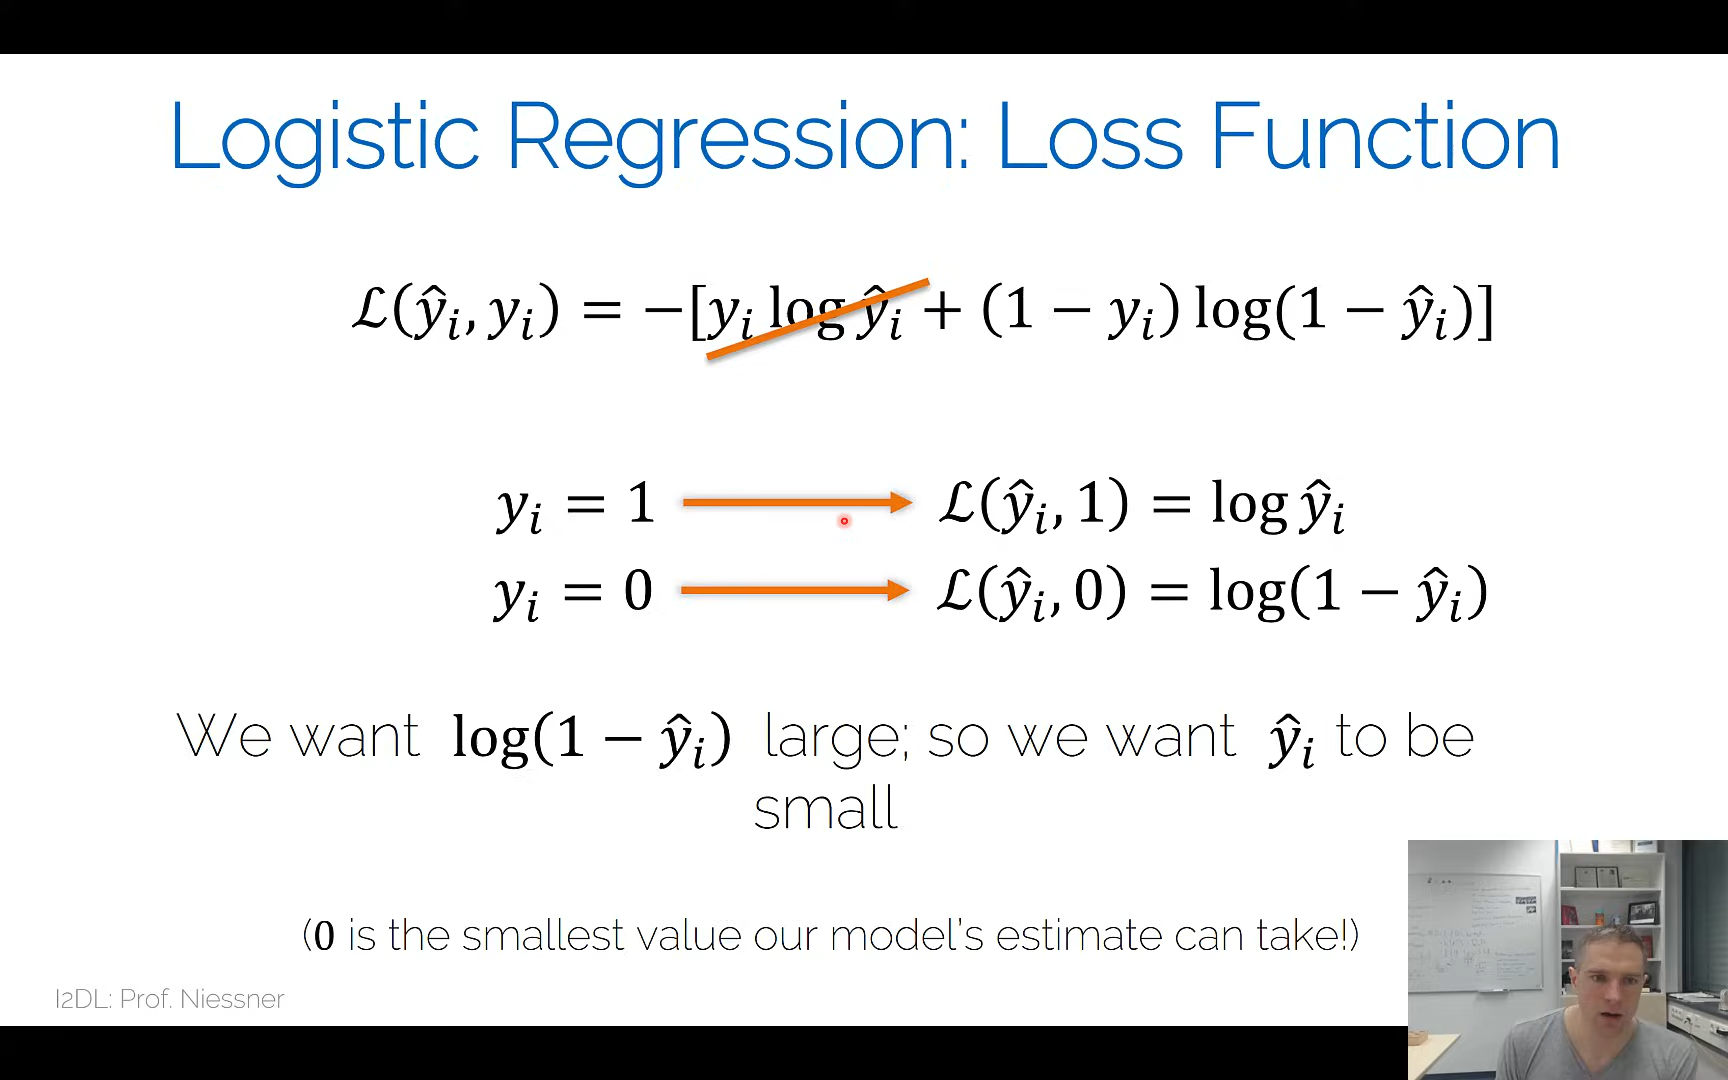 Logistic Regression: Loss Function
ℒ(ŷᵢ, yᵢ) = −[yᵢ log ŷᵢ + (1 − yᵢ) log(1 − ŷᵢ)]
yᵢ = 1 ⟶ ℒ(ŷᵢ, 1) = log ŷᵢ
yᵢ = 0 ⟶ ℒ(ŷᵢ, 0) = log(1 − ŷᵢ)
We want log(1 − ŷᵢ) large; so we want ŷᵢ to be
small
(0 is the smallest value our model's estimate can take!)
I2DL: Prof. Niessner